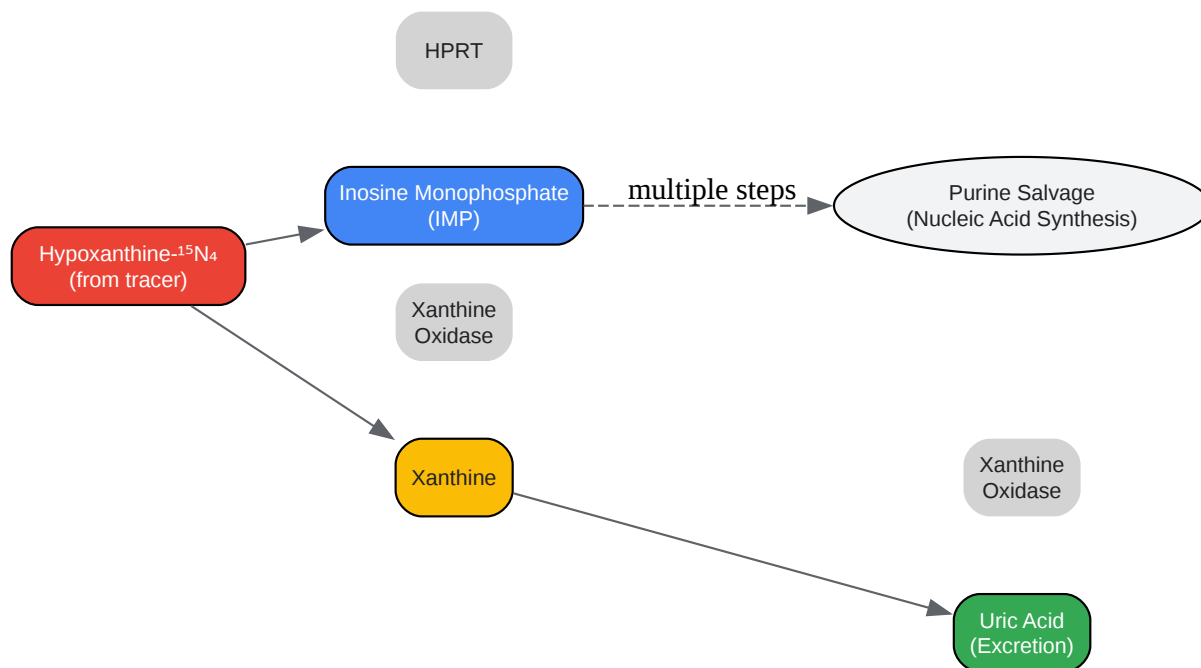 HPRT
Inosine Monophosphate
(IMP)
multiple steps
Purine Salvage
(Nucleic Acid Synthesis)
Hypoxanthine-¹⁵N₄
(from tracer)
Xanthine
Oxidase
Xanthine
Xanthine
Oxidase
Uric Acid
(Excretion)